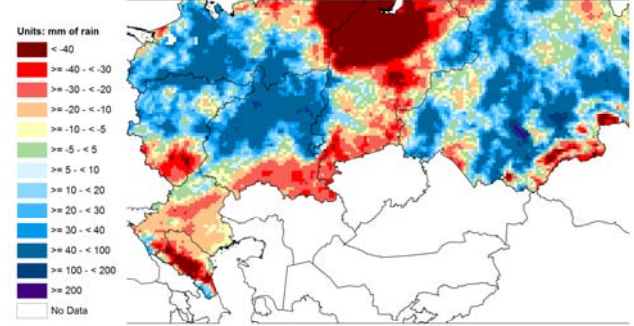 Units: mm of rain
< -40
>= -40 - < -30
>= -30 - < -20
>= -20 - < -10
>= -10 - < -5
>= -5 - < 5
>= 5 - < 10
>= 10 - < 20
>= 20 - < 30
>= 30 - < 40
>= 40 - < 100
>= 100 - < 200
>= 200
No Data